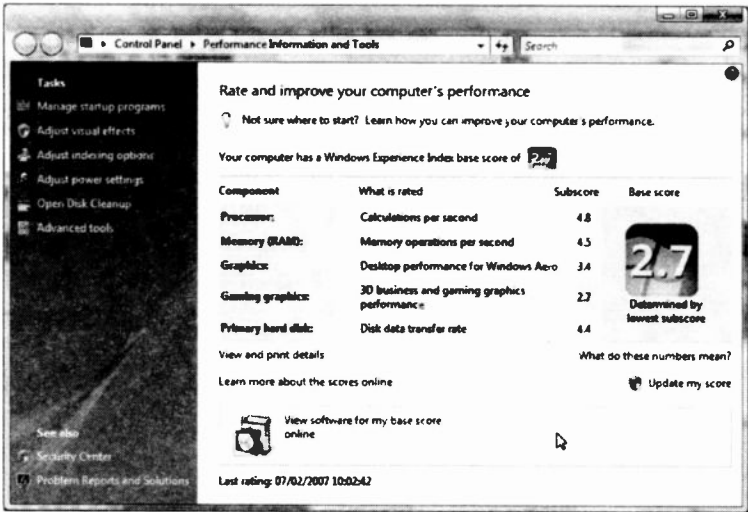 Control Panel ▸ Performance Information and Tools
Search
Tasks
Manage startup programs
Adjust visual effects
Adjust indexing options
Adjust power settings
Open Disk Cleanup
Advanced tools
See also
Security Center
Problem Reports and Solutions
Rate and improve your computer's performance
Not sure where to start? Learn how you can improve your computer's performance.
Your computer has a Windows Experience Index base score of 2.7
Component What is rated Subscore Base score
Processor: Calculations per second 4.8
Memory (RAM): Memory operations per second 4.5
Graphics: Desktop performance for Windows Aero 3.4
Gaming graphics: 3D business and gaming graphics performance 2.7
Primary hard disk: Disk data transfer rate 4.4
2.7
Determined by
lowest subscore
View and print details
What do these numbers mean?
Learn more about the scores online
Update my score
View software for my base score
online
Last rating: 07/02/2007 10:02:42